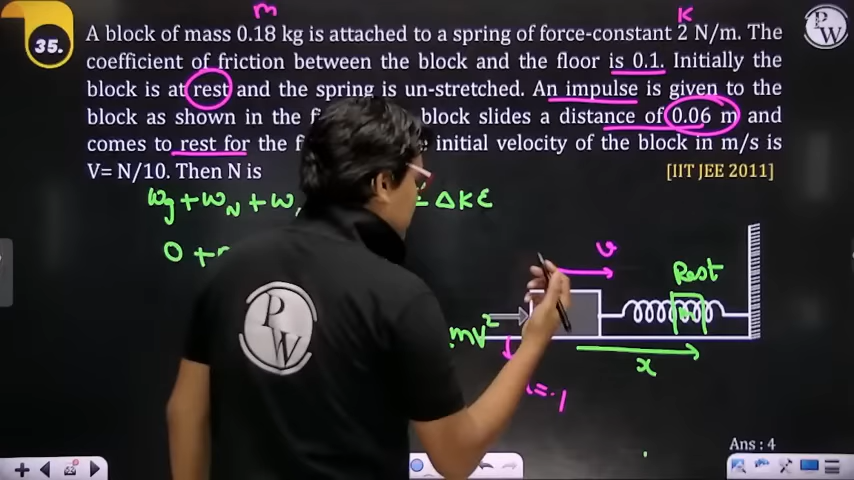 m
K
35.
A block of mass 0.18 kg is attached to a spring of force-constant 2 N/m. The
coefficient of friction between the block and the floor is 0.1. Initially the
block is at rest and the spring is un-stretched. An impulse is given to the
block as shown in the block slides a distance of 0.06 m and
comes to rest for the initial velocity of the block in m/s is
V= N/10. Then N is
[IIT JEE 2011]
Wg + WN + W = ΔKE
0 +
v
Rest
mv²
x
= .1
Ans : 4
PW
PW